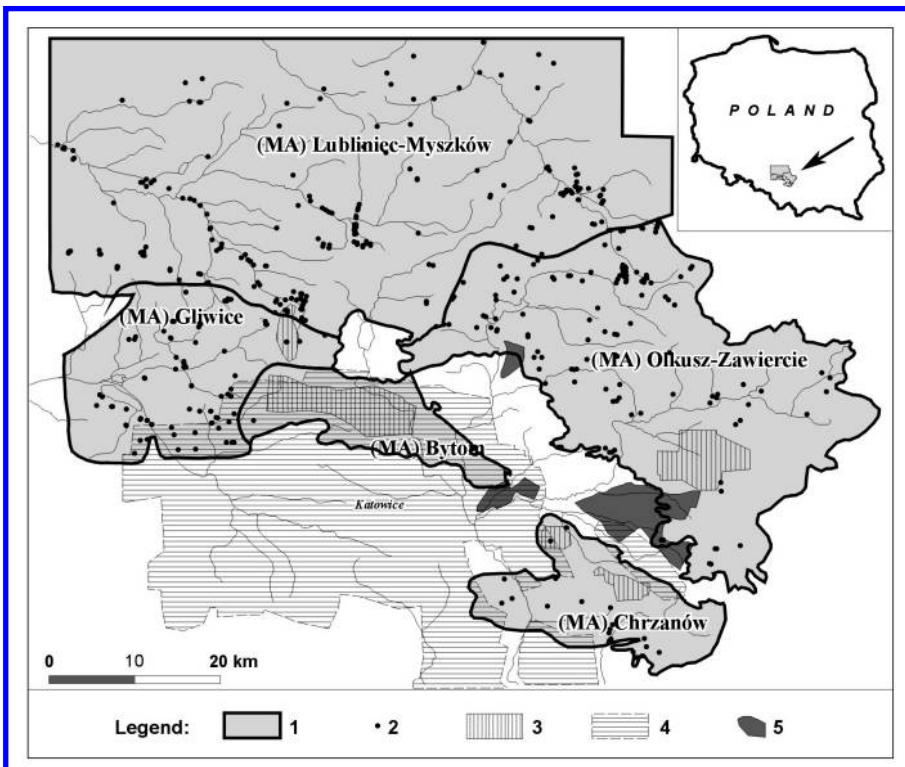 POLAND
(MA) Lubliniec-Myszków
(MA) Gliwice
(MA) Olkusz-Zawiercie
(MA) Bytom
Katowice
(MA) Chrzanów
0 10 20 km
Legend: 1 2 3 4 5